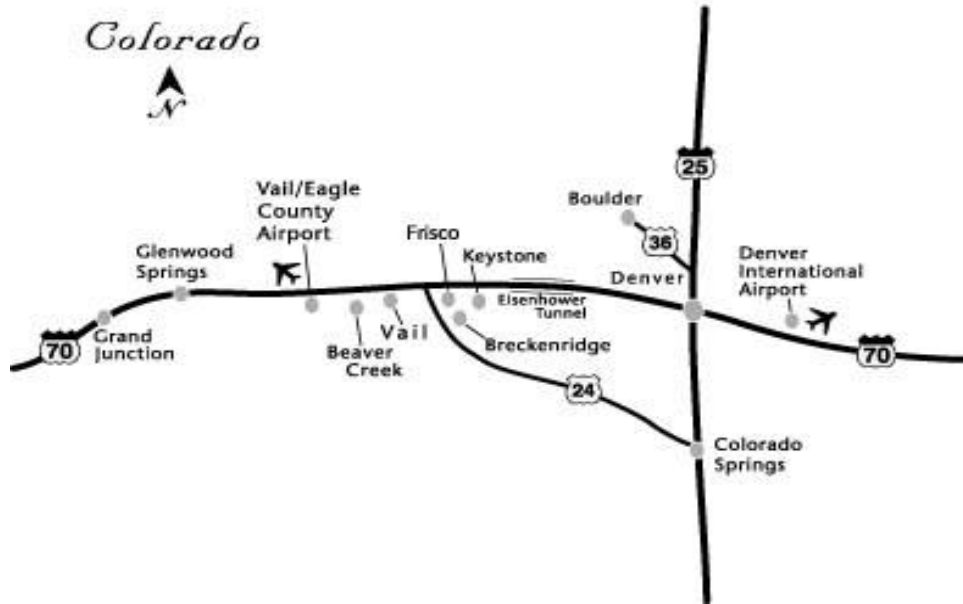 Colorado
N
25
Vail/Eagle
County
Airport
Boulder
36
Frisco
Keystone
Glenwood
Springs
Denver
Denver
International
Airport
Eisenhower
Tunnel
70
Grand
Junction
Beaver
Creek
Vail
Breckenridge
70
24
Colorado
Springs